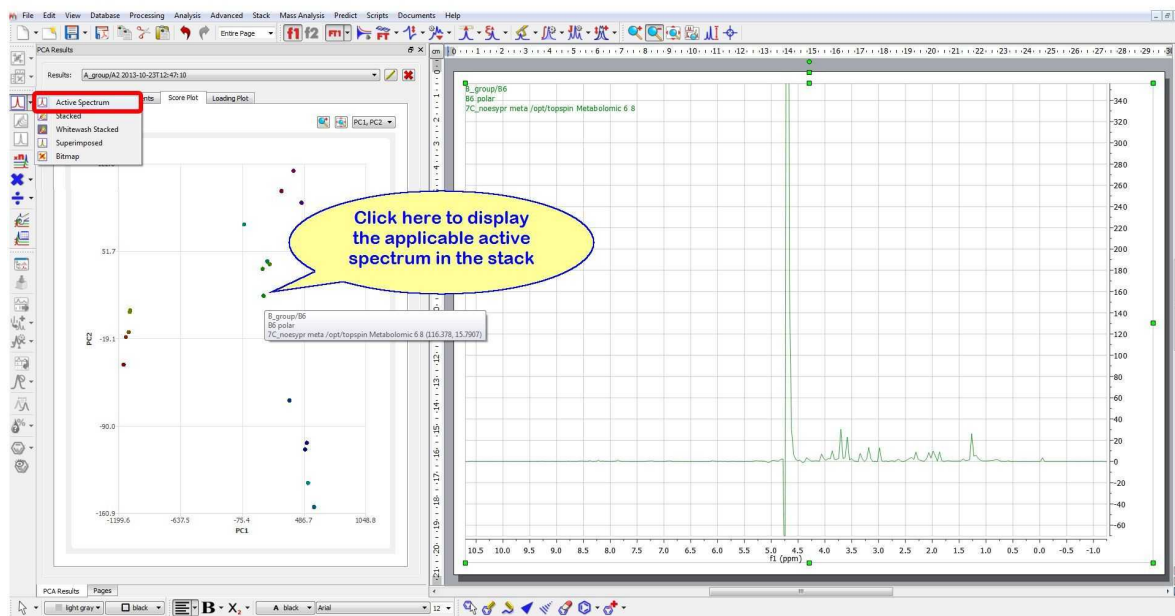 File Edit View Database Processing Analysis Advanced Stack Mass Analysis Predict Scripts Documents Help
Entire Page f1 f2 FT1
PCA Results
Results: A_group/A2 2013-10-23T12:47:10
Score Plot Loading Plot
Active Spectrum
Stacked
Whitewash Stacked
Superimposed
Bitmap
PC1, PC2
51.7
-19.1
-90.0
-160.9
PC2
-1199.6 -637.5 -75.4 486.7 1048.8
PC1
Click here to display
the applicable active
spectrum in the stack
B_group/B6
B6 polar
7C_noesypr meta /opt/topspin Metabolomic 6 8 (116.378, 15.7907)
cm
B_group/B6
B6 polar
7C_noesypr meta /opt/topspin Metabolomic 6 8
340
320
300
280
260
240
220
200
180
160
140
120
100
80
60
40
20
0
-20
-40
-60
10.5 10.0 9.5 9.0 8.5 8.0 7.5 7.0 6.5 6.0 5.5 5.0 4.5 4.0 3.5 3.0 2.5 2.0 1.5 1.0 0.5 0.0 -0.5 -1.0
f1 (ppm)
PCA Results Pages
light gray black B X2 A black Arial 12